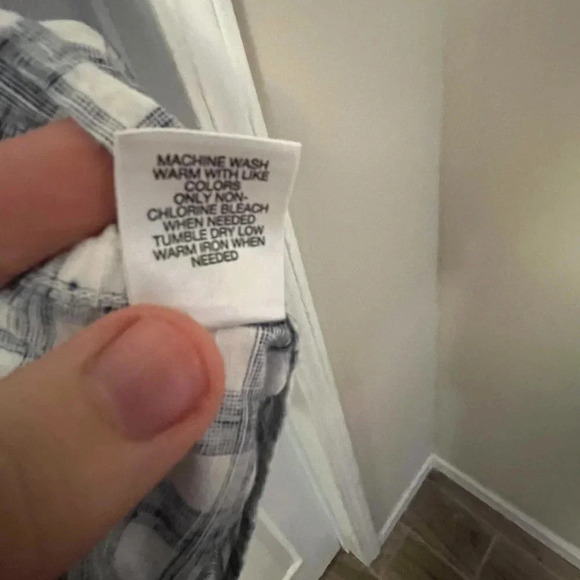 MACHINE WASH
WARM WITH LIKE
COLORS
ONLY NON-
CHLORINE BLEACH
WHEN NEEDED
TUMBLE DRY LOW
WARM IRON WHEN
NEEDED